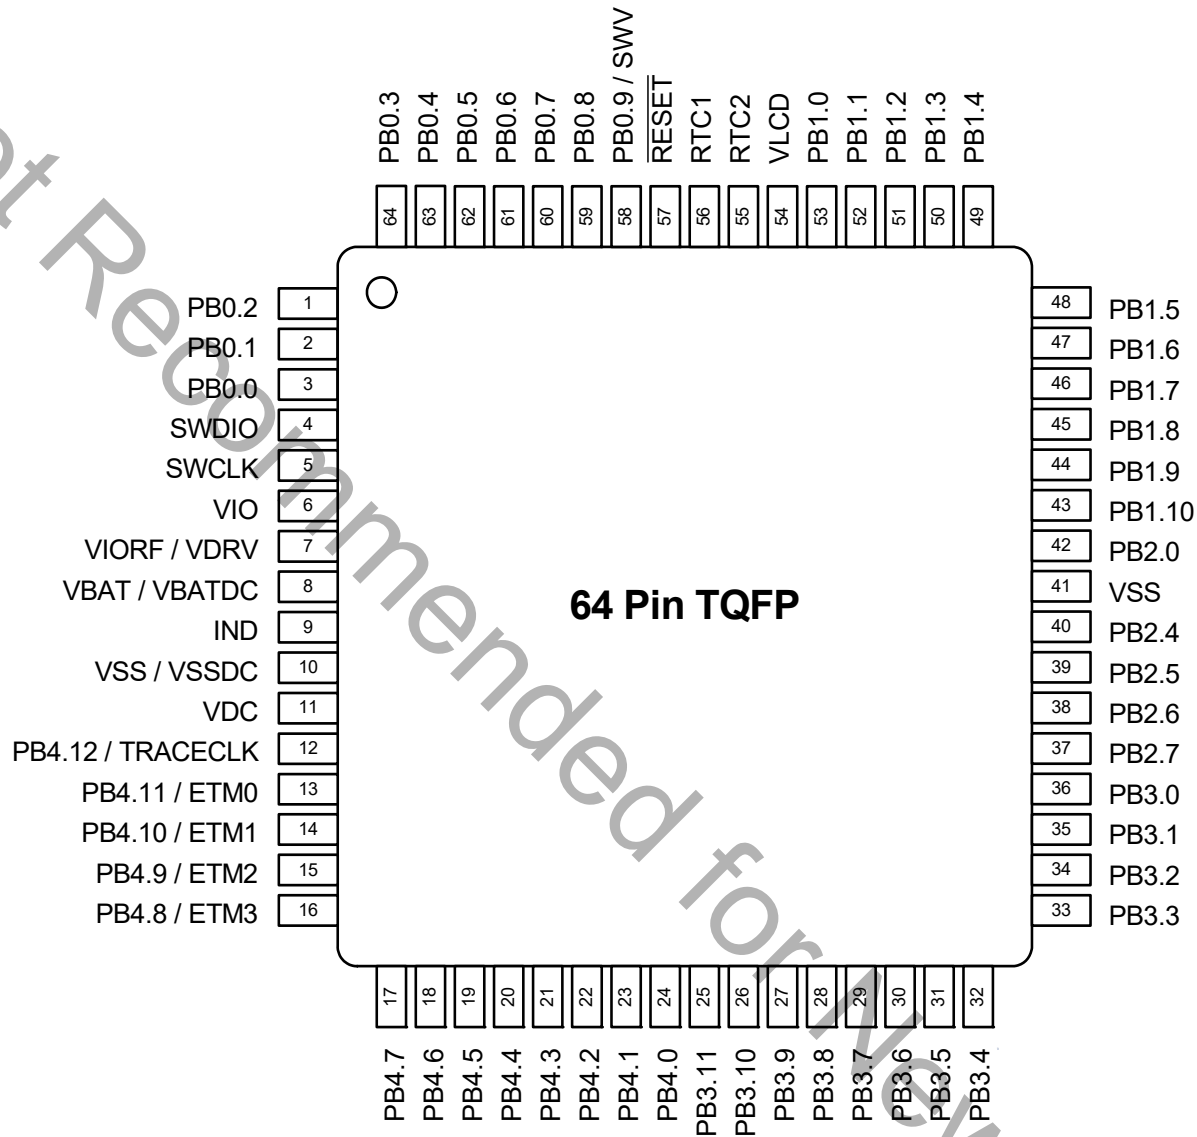 PB0.3
PB0.4
PB0.5
PB0.6
PB0.7
PB0.8
PB0.9 / SWV
RESET
RTC1
RTC2
VLCD
PB1.0
PB1.1
PB1.2
PB1.3
PB1.4
64
63
62
61
60
59
58
57
56
55
54
53
52
51
50
49
PB0.2 1
PB0.1 2
PB0.0 3
SWDIO 4
SWCLK 5
VIO 6
VIORF / VDRV 7
VBAT / VBATDC 8
IND 9
VSS / VSSDC 10
VDC 11
PB4.12 / TRACECLK 12
PB4.11 / ETM0 13
PB4.10 / ETM1 14
PB4.9 / ETM2 15
PB4.8 / ETM3 16
64 Pin TQFP
48 PB1.5
47 PB1.6
46 PB1.7
45 PB1.8
44 PB1.9
43 PB1.10
42 PB2.0
41 VSS
40 PB2.4
39 PB2.5
38 PB2.6
37 PB2.7
36 PB3.0
35 PB3.1
34 PB3.2
33 PB3.3
17
18
19
20
21
22
23
24
25
26
27
28
29
30
31
32
PB4.7
PB4.6
PB4.5
PB4.4
PB4.3
PB4.2
PB4.1
PB4.0
PB3.11
PB3.10
PB3.9
PB3.8
PB3.7
PB3.6
PB3.5
PB3.4
Recommended for New